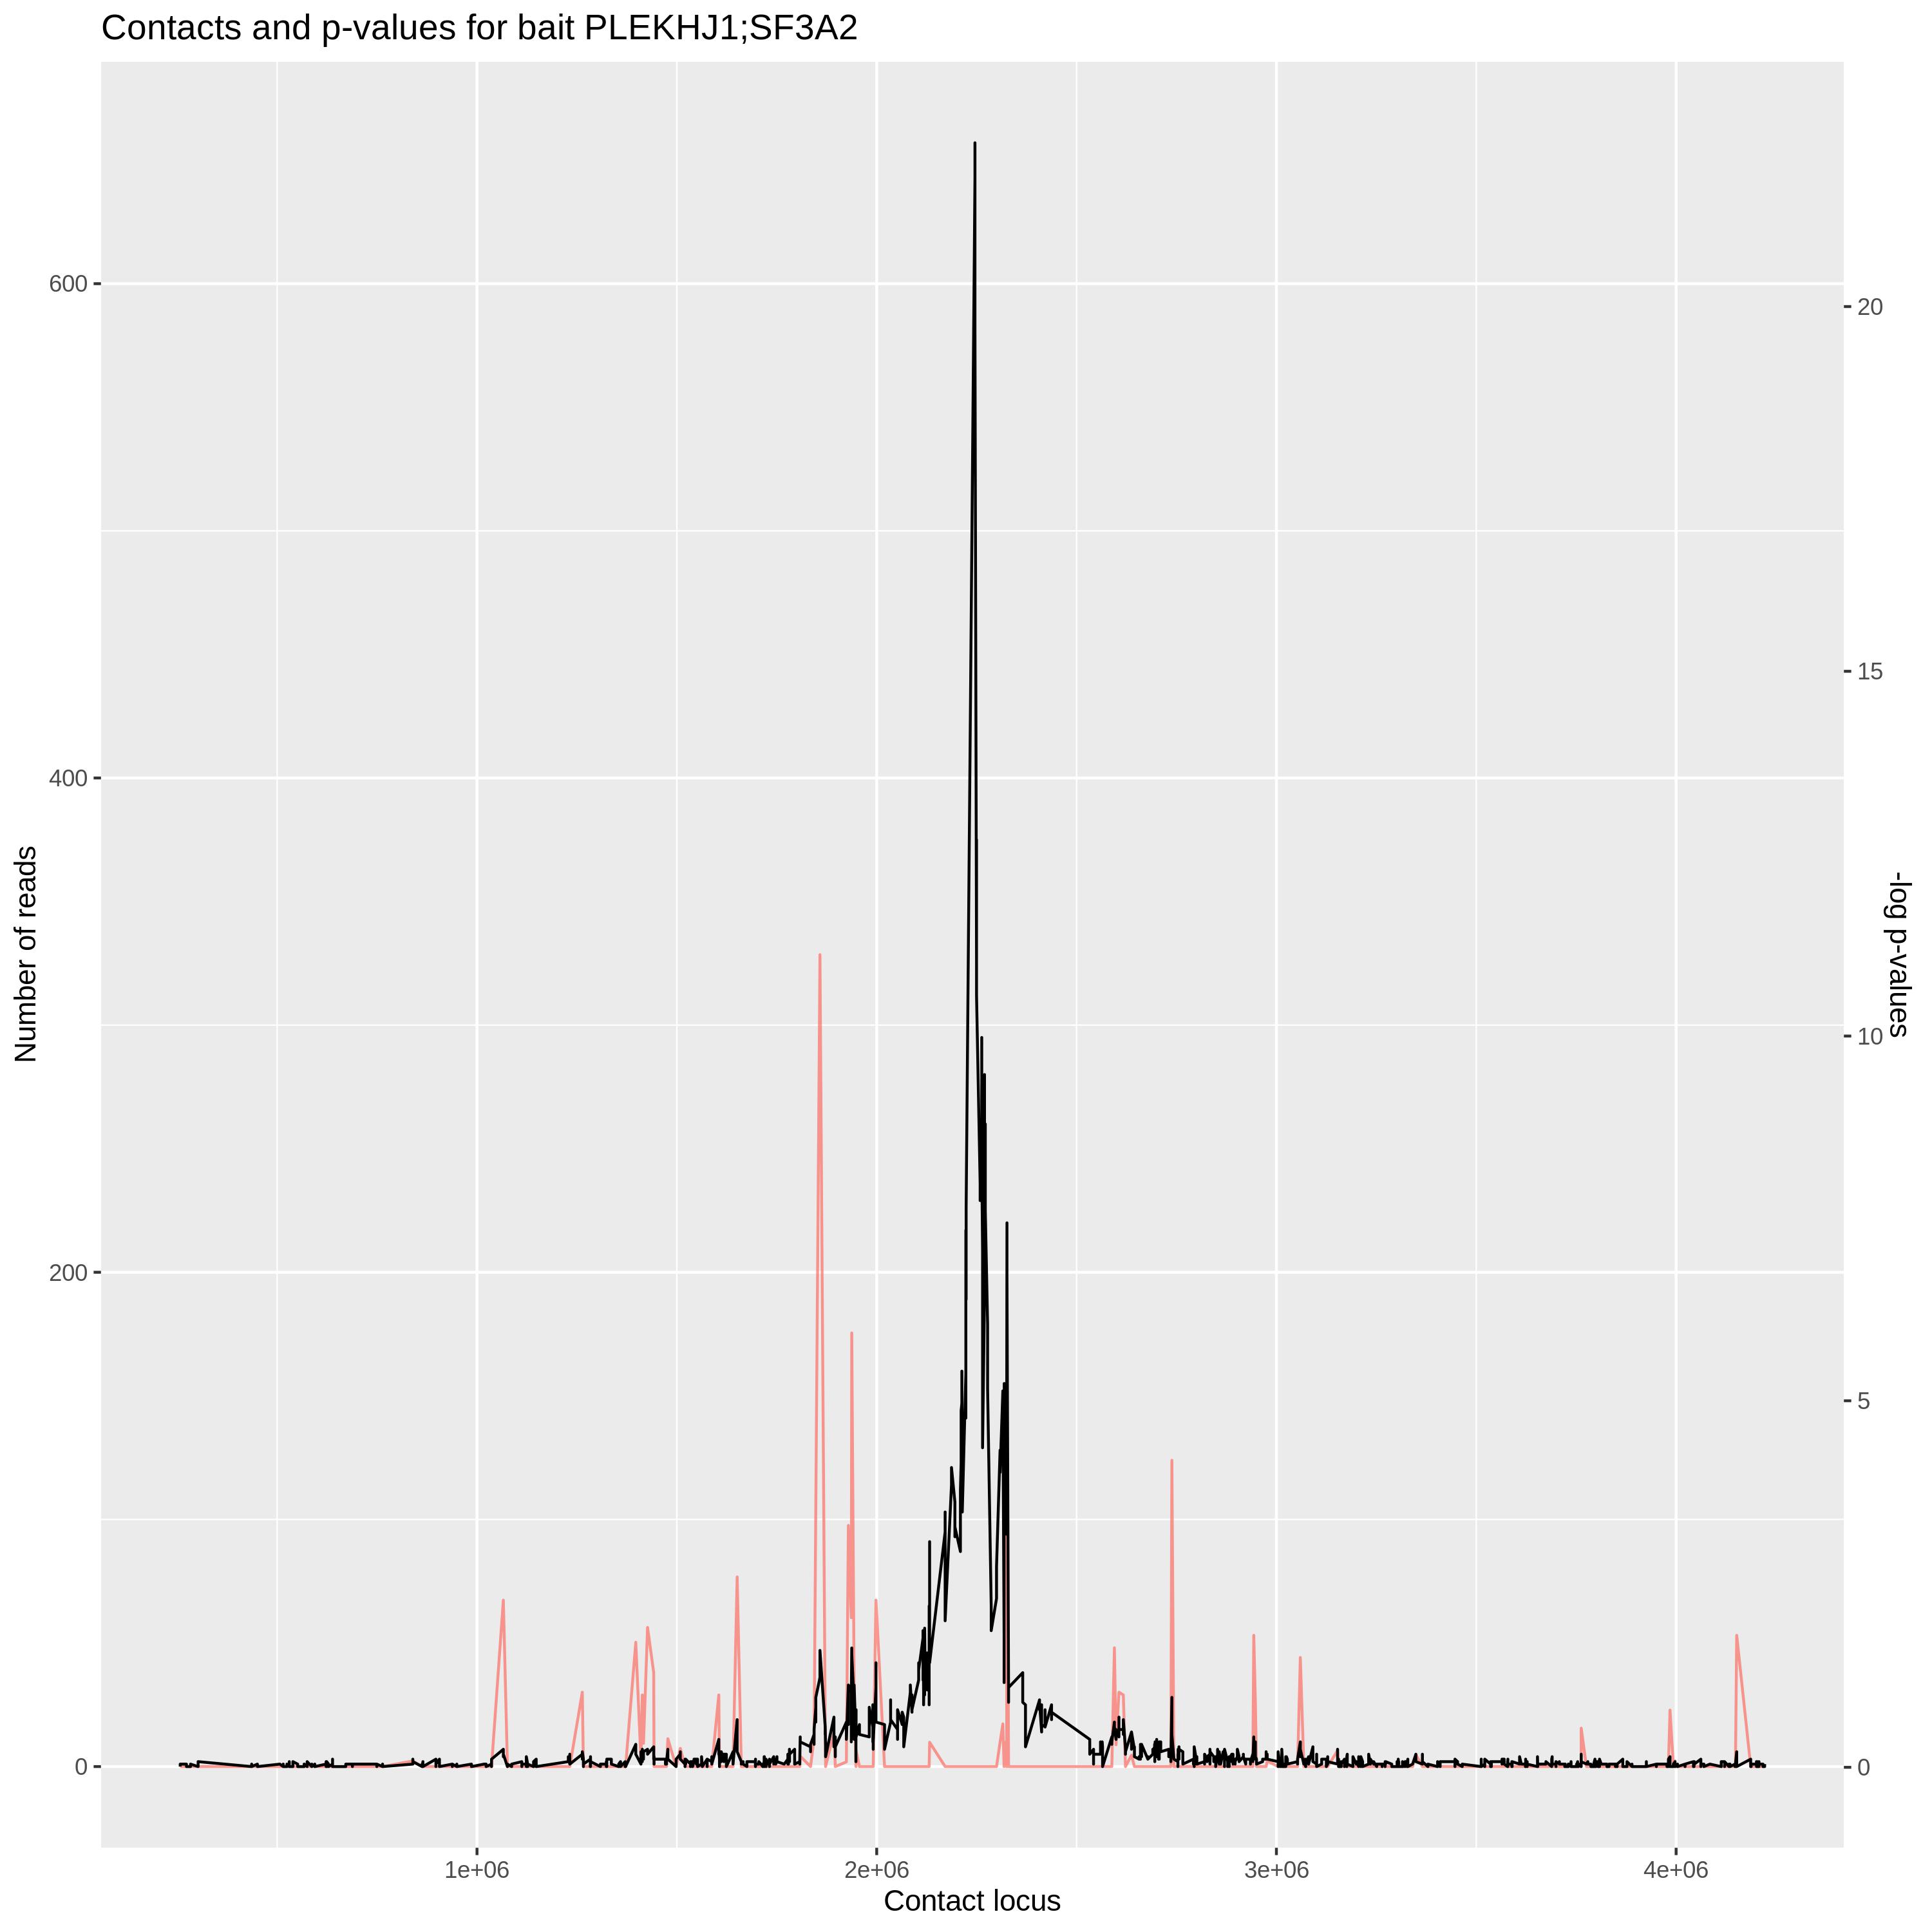 Contacts and p-values for bait PLEKHJ1;SF3A2
600
400
200
0
Number of reads
20
15
10
5
0
-log p-values
1e+06 2e+06 3e+06 4e+06
Contact locus